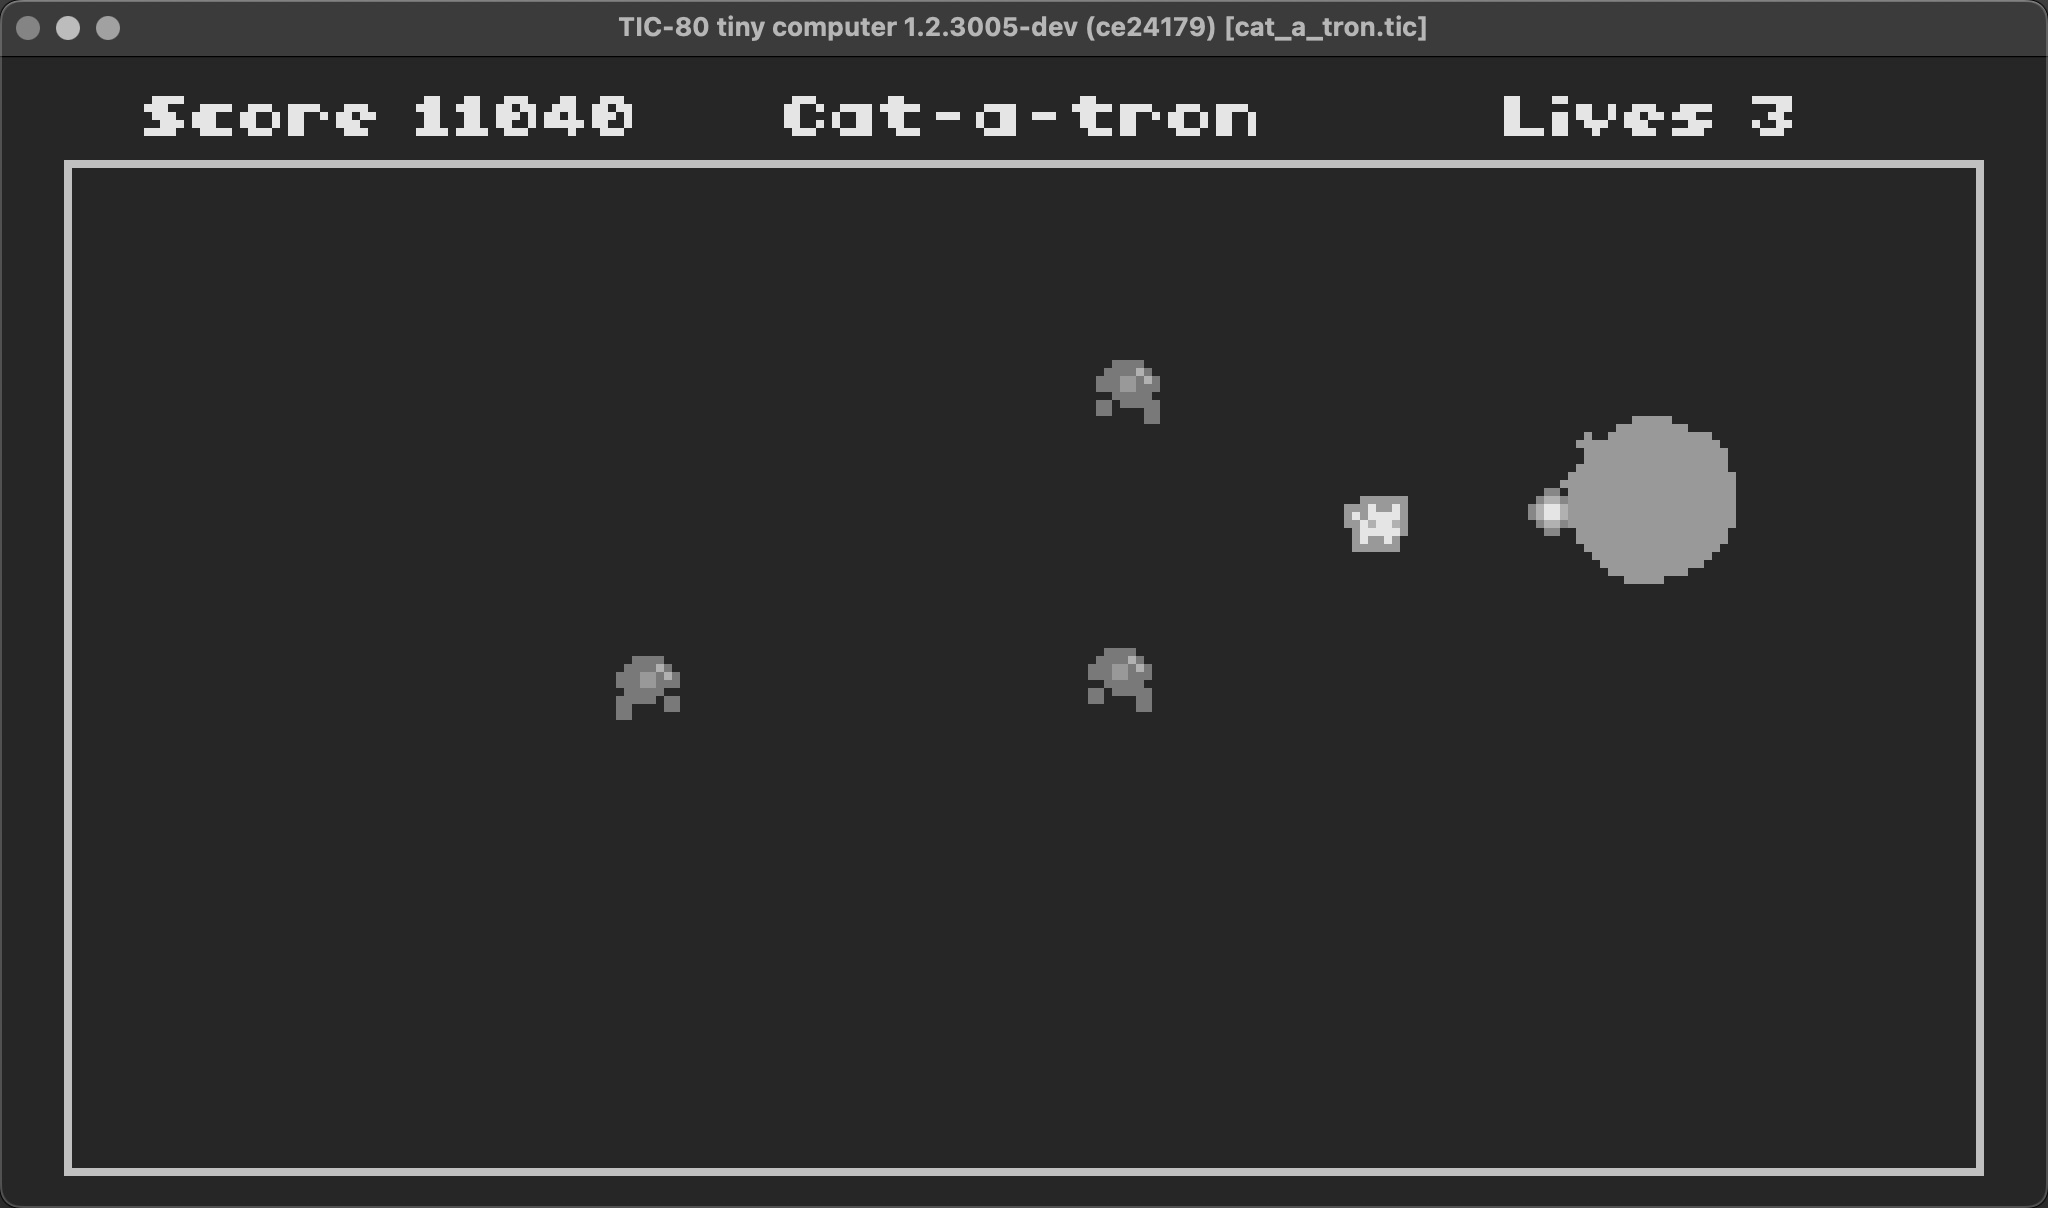 TIC-80 tiny computer 1.2.3005-dev (ce24179) [cat_a_tron.tic]
Score 11040 Cat-a-tron Lives 3